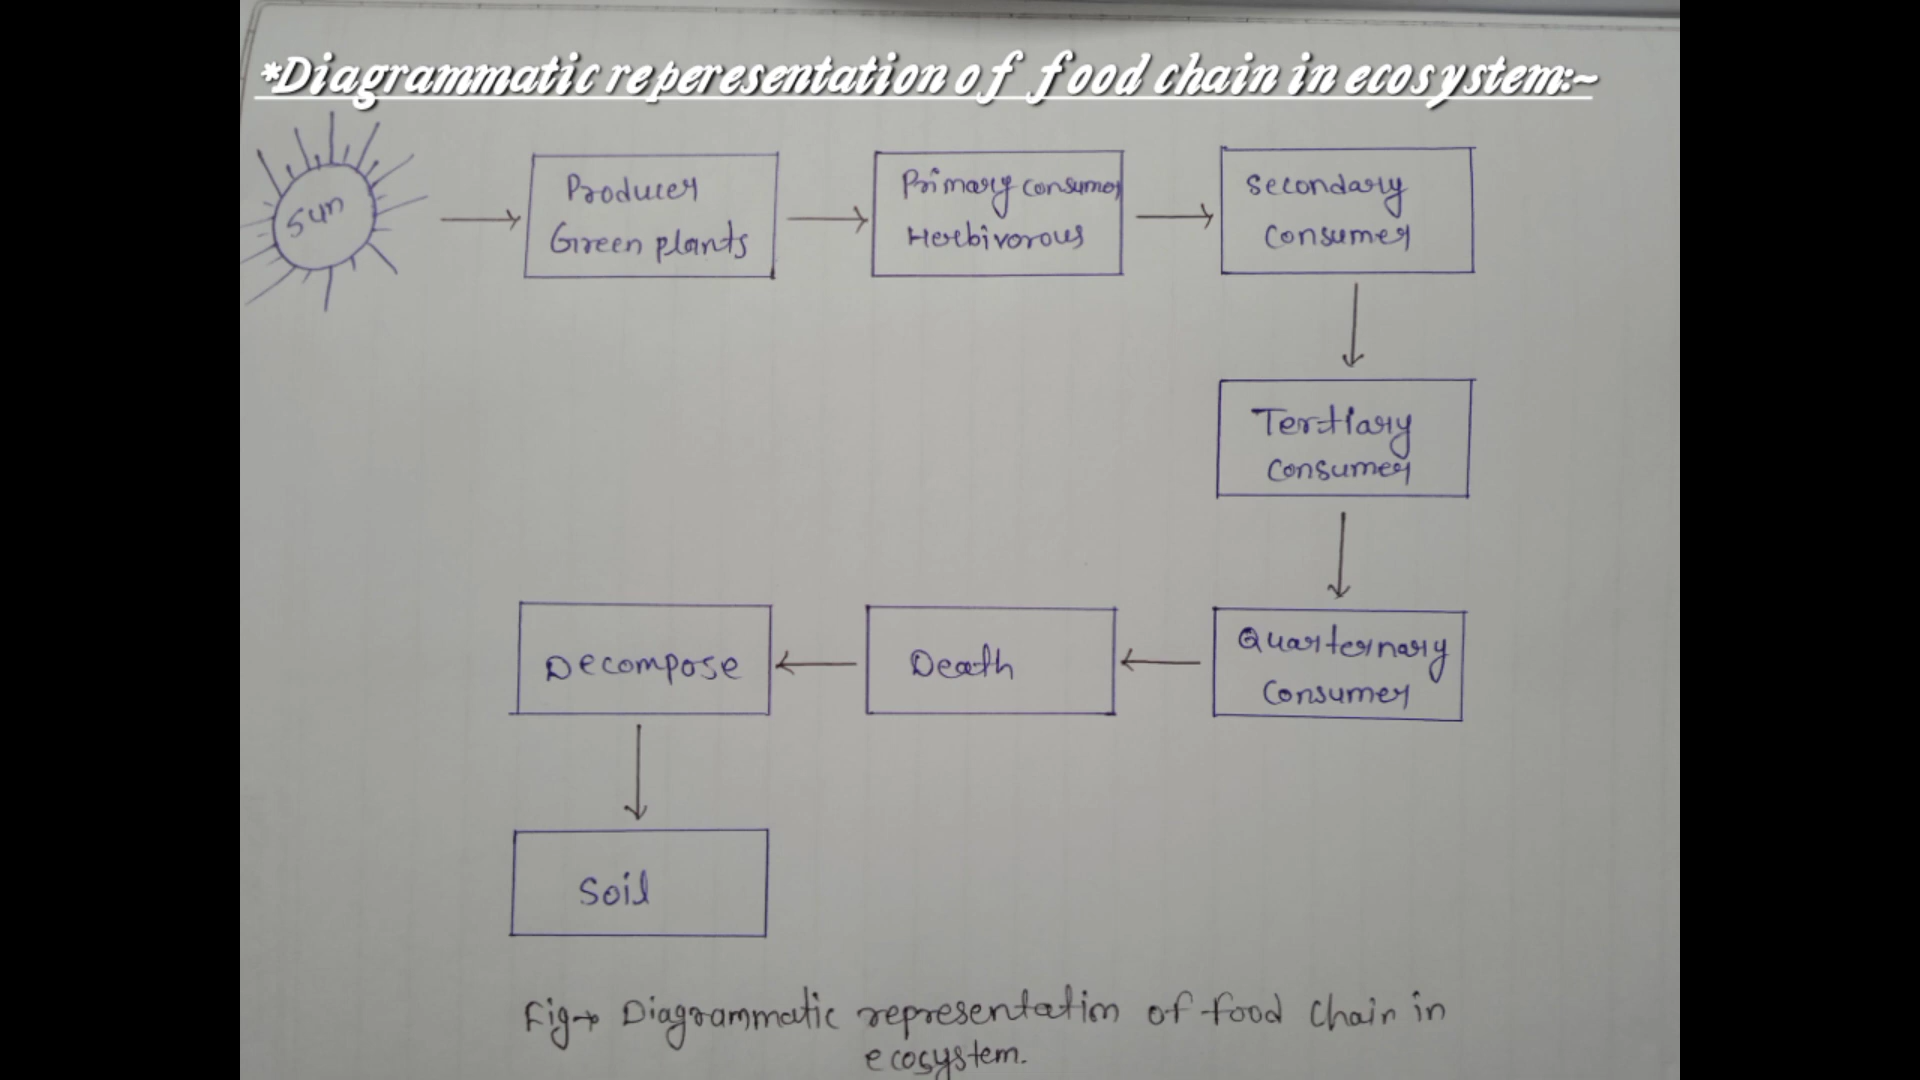 *Diagrammatic reperesentation of food chain in ecosystem:~
Sun
Producer
Green plants
Primary consumer
Herbivorous
Secondary
Consumer
Tertiary
Consumer
Quarternary
Consumer
Death
Decompose
Soil
Fig→ Diagrammatic representation of food chain in
ecosystem.